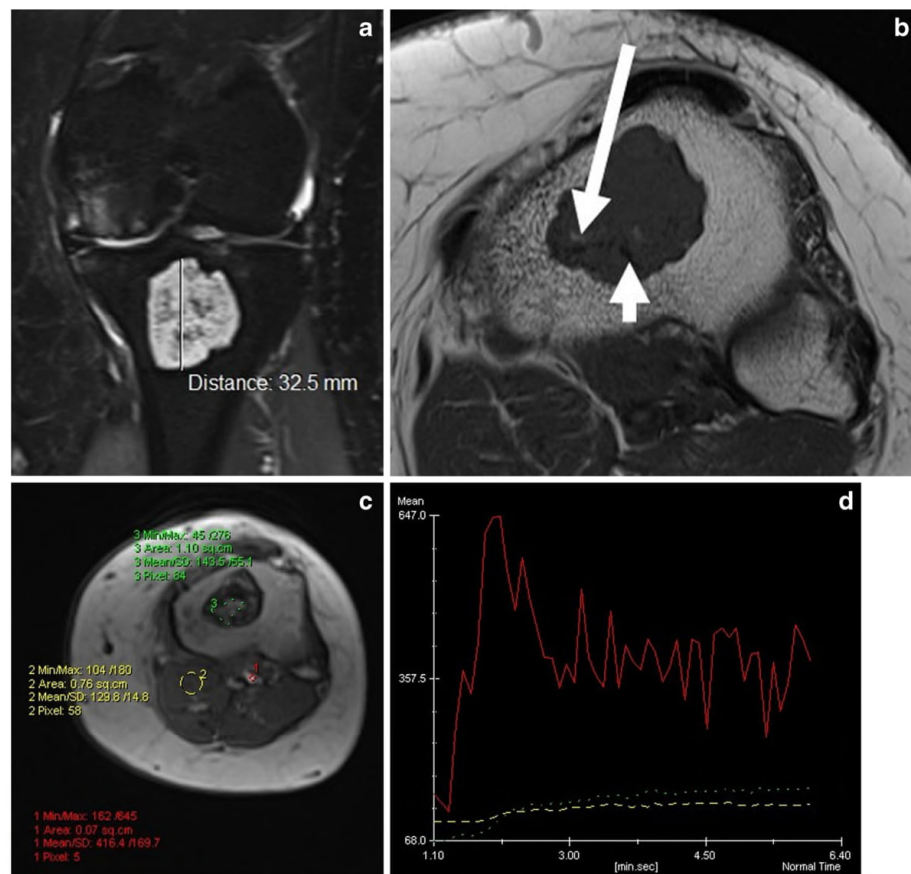 a
Distance: 32.5 mm
b
c
3 Min/Max: 45 /276
3 Area: 1.10 sq.cm
3 Mean/SD: 143.5 /55.1
3 Pixel: 84
3
2 Min/Max: 104 /180
2 Area: 0.76 sq.cm
2 Mean/SD: 129.8 /14.8
2 Pixel: 58
2
1
1 Min/Max: 162 /645
1 Area: 0.07 sq.cm
1 Mean/SD: 416.4 /169.7
1 Pixel: 5
d
Mean
647.0
357.5
68.0
1.10 3.00 4.50 6.40
[min.sec] Normal Time